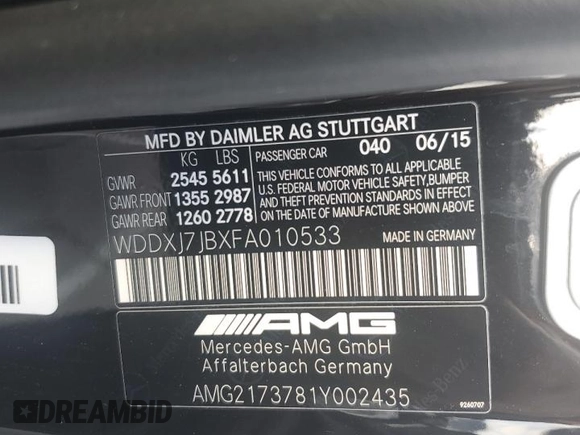 MFD BY DAIMLER AG STUTTGART
KG LBS PASSENGER CAR 040 06/15
GVWR 2545 5611
GAWR FRONT 1355 2987
GAWR REAR 1260 2778
THIS VEHICLE CONFORMS TO ALL APPLICABLE
U.S. FEDERAL MOTOR VEHICLE SAFETY, BUMPER
AND THEFT PREVENTION STANDARDS IN EFFECT
ON THE DATE OF MANUFACTURE SHOWN ABOVE.
WDDXJ7JBXFA010533
AMG
Mercedes-AMG GmbH
Affalterbach Germany
AMG2173781Y002435
9260707
DREAMBID
Dreambid.com